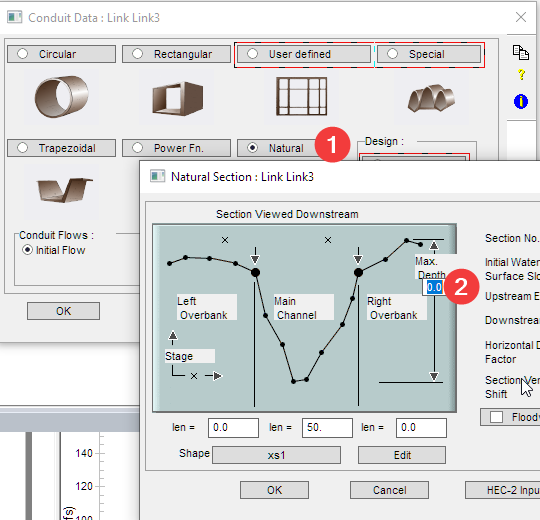 Conduit Data : Link Link3
Circular
Rectangular
User defined
Special
?
i
Trapezoidal
Power Fn.
Natural
1
Design :
Natural Section : Link Link3
Conduit Flows :
Initial Flow
OK
Section Viewed Downstream
Section No.
Max.
Depth
0.0
2
Initial Water
Surface Slo
Upstream E
Left
Overbank
Main
Channel
Right
Overbank
Downstream
Horizontal D
Factor
Stage
Section Ver
Shift
Flood
len =
0.0
len =
50.
len =
0.0
Shape
xs1
Edit
OK
Cancel
HEC-2 Inpu
140
120
100
fs)